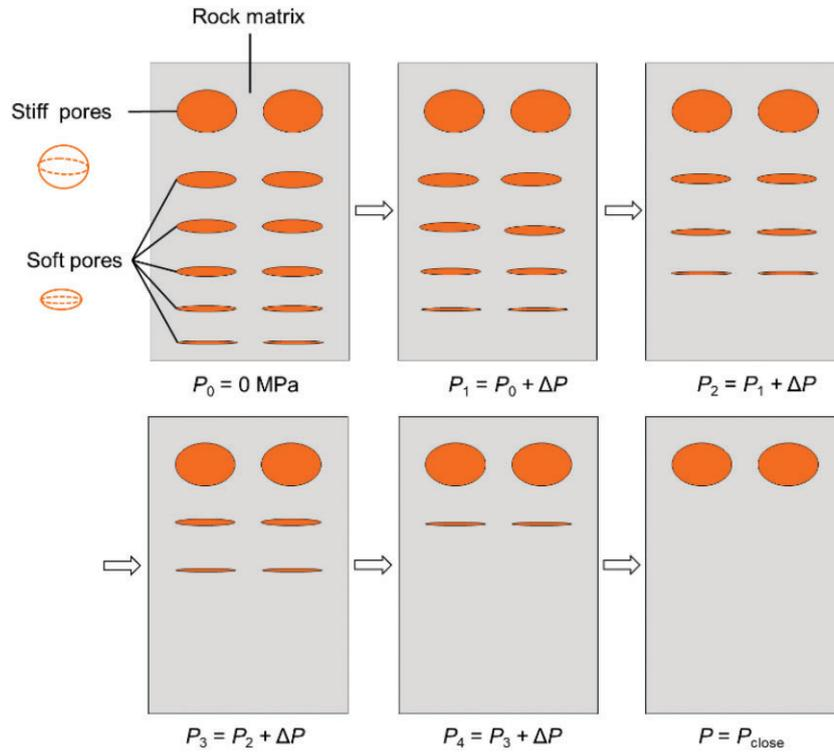 Rock matrix
Stiff pores
Soft pores
P₀ = 0 MPa
P₁ = P₀ + ΔP
P₂ = P₁ + ΔP
P₃ = P₂ + ΔP
P₄ = P₃ + ΔP
P = P_close